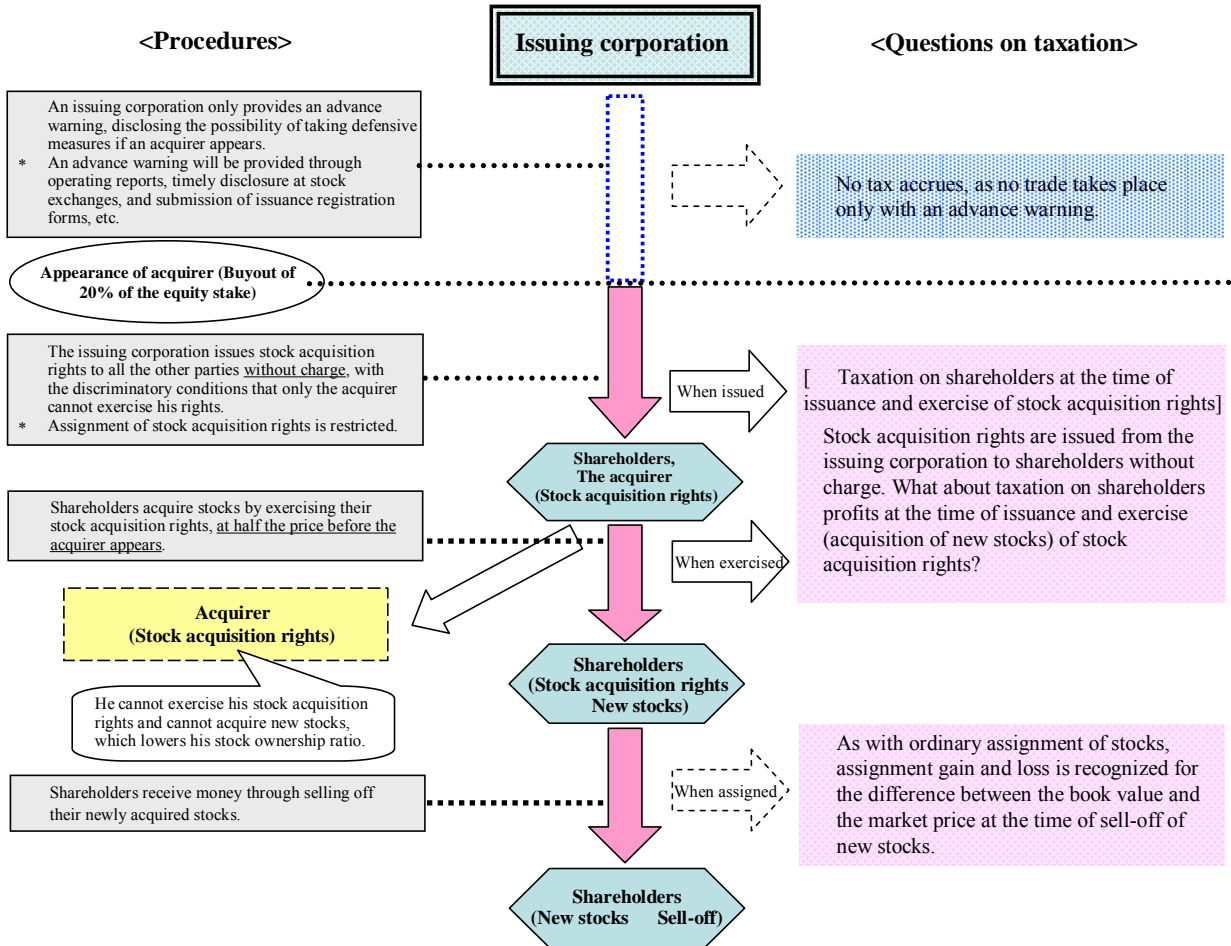 <Procedures>
Issuing corporation
<Questions on taxation>
An issuing corporation only provides an advance
warning, disclosing the possibility of taking defensive
measures if an acquirer appears.
* An advance warning will be provided through
operating reports, timely disclosure at stock
exchanges, and submission of issuance registration
forms, etc.
No tax accrues, as no trade takes place
only with an advance warning.
Appearance of acquirer (Buyout of
20% of the equity stake)
The issuing corporation issues stock acquisition
rights to all the other parties without charge, with
the discriminatory conditions that only the acquirer
cannot exercise his rights.
* Assignment of stock acquisition rights is restricted.
When issued
[ Taxation on shareholders at the time of
issuance and exercise of stock acquisition rights]
Stock acquisition rights are issued from the
issuing corporation to shareholders without
charge. What about taxation on shareholders
profits at the time of issuance and exercise
(acquisition of new stocks) of stock
acquisition rights?
Shareholders,
The acquirer
(Stock acquisition rights)
Shareholders acquire stocks by exercising their
stock acquisition rights, at half the price before the
acquirer appears.
When exercised
Acquirer
(Stock acquisition rights)
He cannot exercise his stock acquisition
rights and cannot acquire new stocks,
which lowers his stock ownership ratio.
Shareholders
(Stock acquisition rights
New stocks)
Shareholders receive money through selling off
their newly acquired stocks.
When assigned
As with ordinary assignment of stocks,
assignment gain and loss is recognized for
the difference between the book value and
the market price at the time of sell-off of
new stocks.
Shareholders
(New stocks Sell-off)